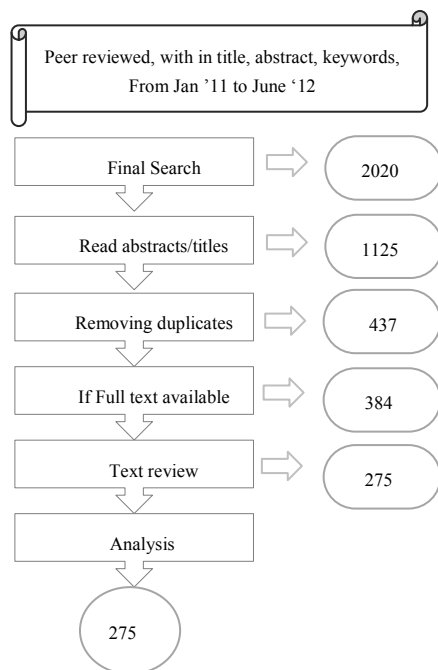 Peer reviewed, with in title, abstract, keywords,
From Jan ’11 to June ‘12
Final Search
2020
Read abstracts/titles
1125
Removing duplicates
437
If Full text available
384
Text review
275
Analysis
275